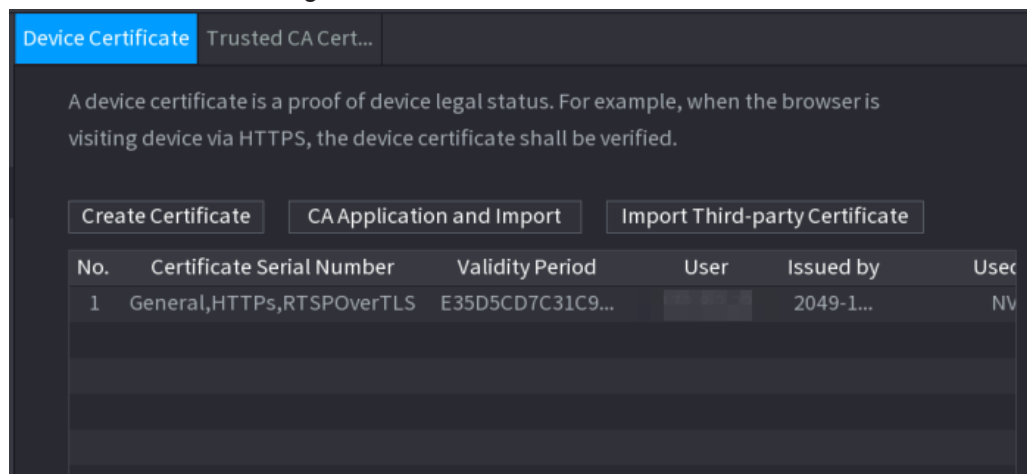 Device Certificate Trusted CA Cert...
A device certificate is a proof of device legal status. For example, when the browser is
visiting device via HTTPS, the device certificate shall be verified.
Create Certificate CA Application and Import Import Third-party Certificate
No. Certificate Serial Number Validity Period User Issued by Used
1 General,HTTPs,RTSPOverTLS E35D5CD7C31C9... 2049-1... NV